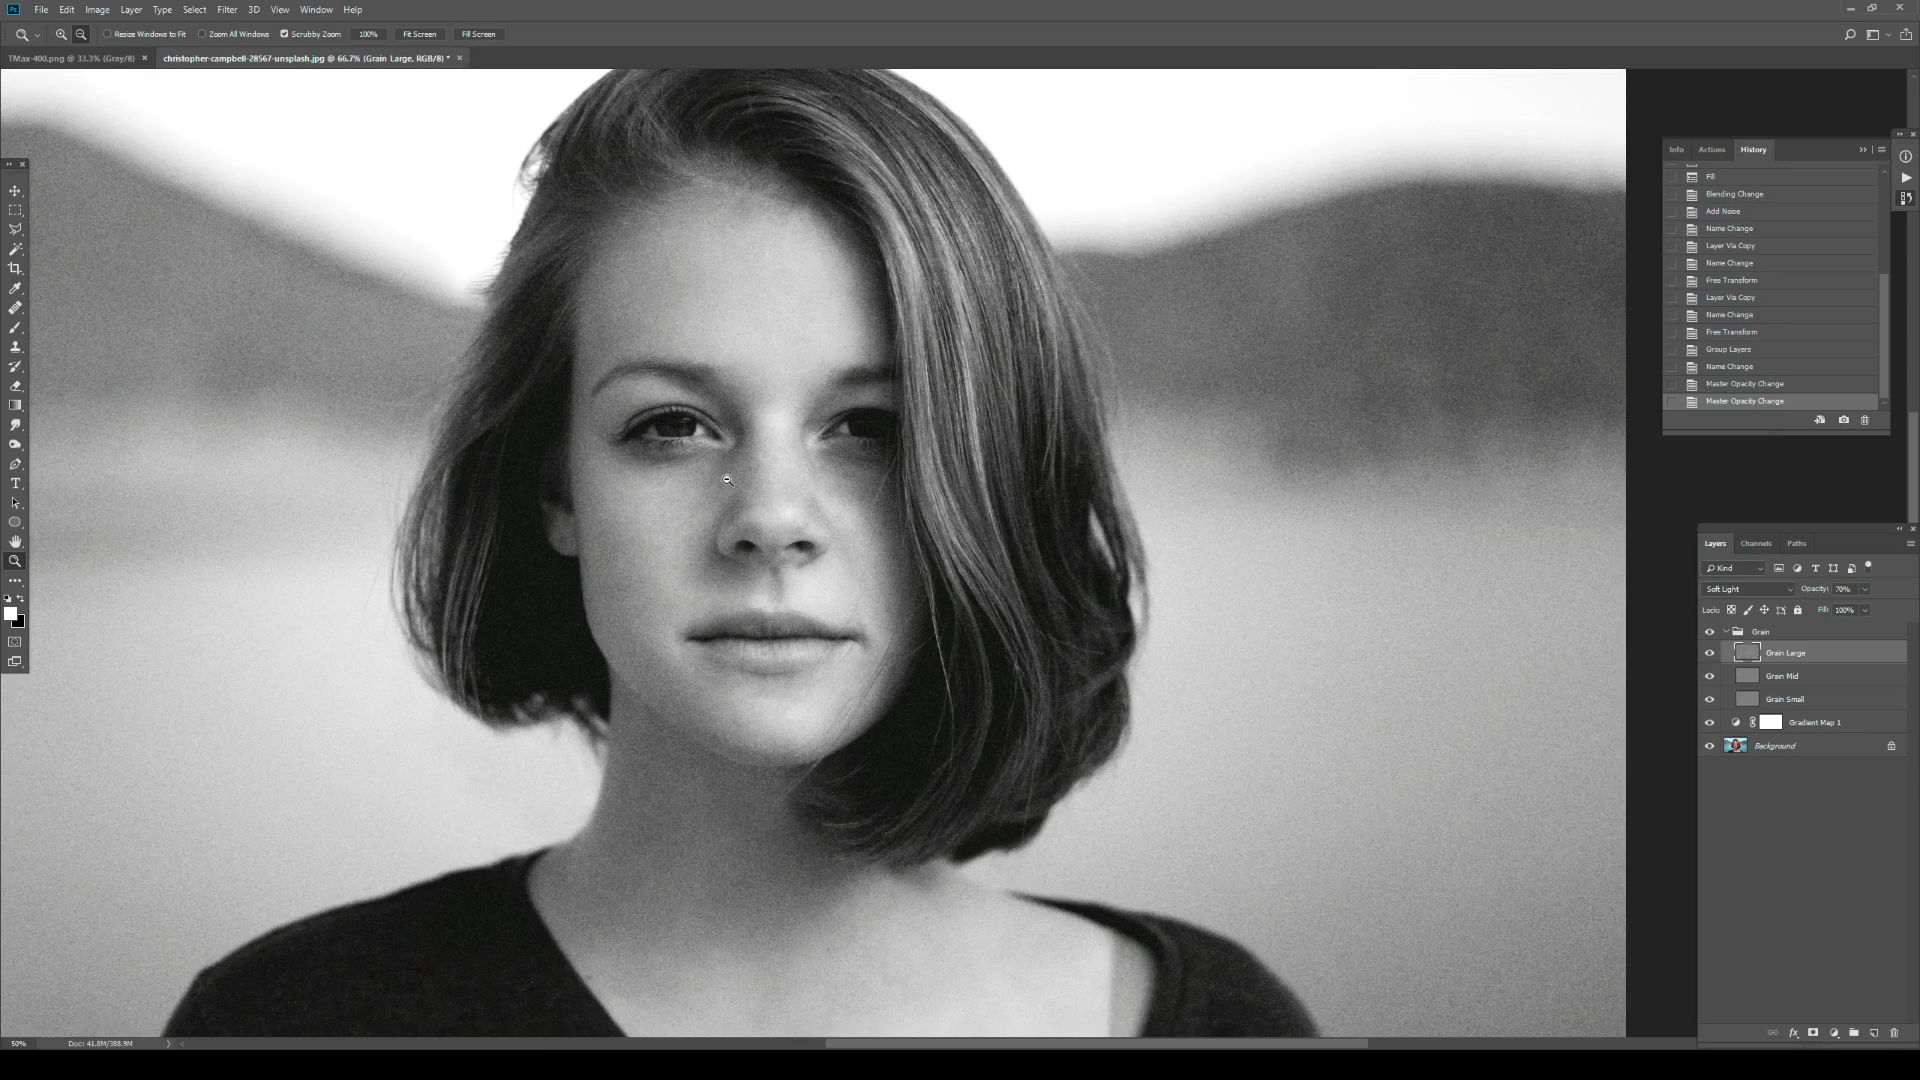 Ps File Edit Image Layer Type Select Filter 3D View Window Help
Resize Windows to Fit Zoom All Windows Scrubby Zoom 100% Fit Screen Fill Screen
TMax-400.png @ 33.3% (Gray/8) × christopher-campbell-28567-unsplash.jpg @ 66.7% (Grain Large, RGB/8) * ×
Info Actions History
Fill
Blending Change
Add Noise
Name Change
Layer Via Copy
Name Change
Free Transform
Layer Via Copy
Name Change
Free Transform
Group Layers
Name Change
Master Opacity Change
Master Opacity Change
Layers Channels Paths
Kind
Soft Light Opacity: 70%
Lock: Fill: 100%
Grain
Grain Large
Grain Mid
Grain Small
Gradient Map 1
Background
50% Doc: 41.8M/388.9M